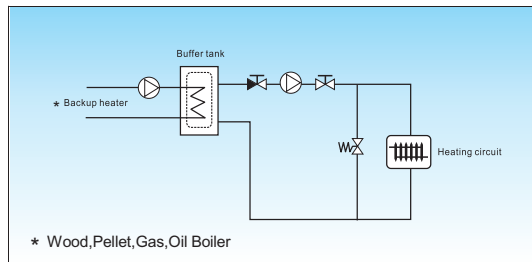 Buffer tank
* Backup heater
Heating circuit
* Wood,Pellet,Gas,Oil Boiler